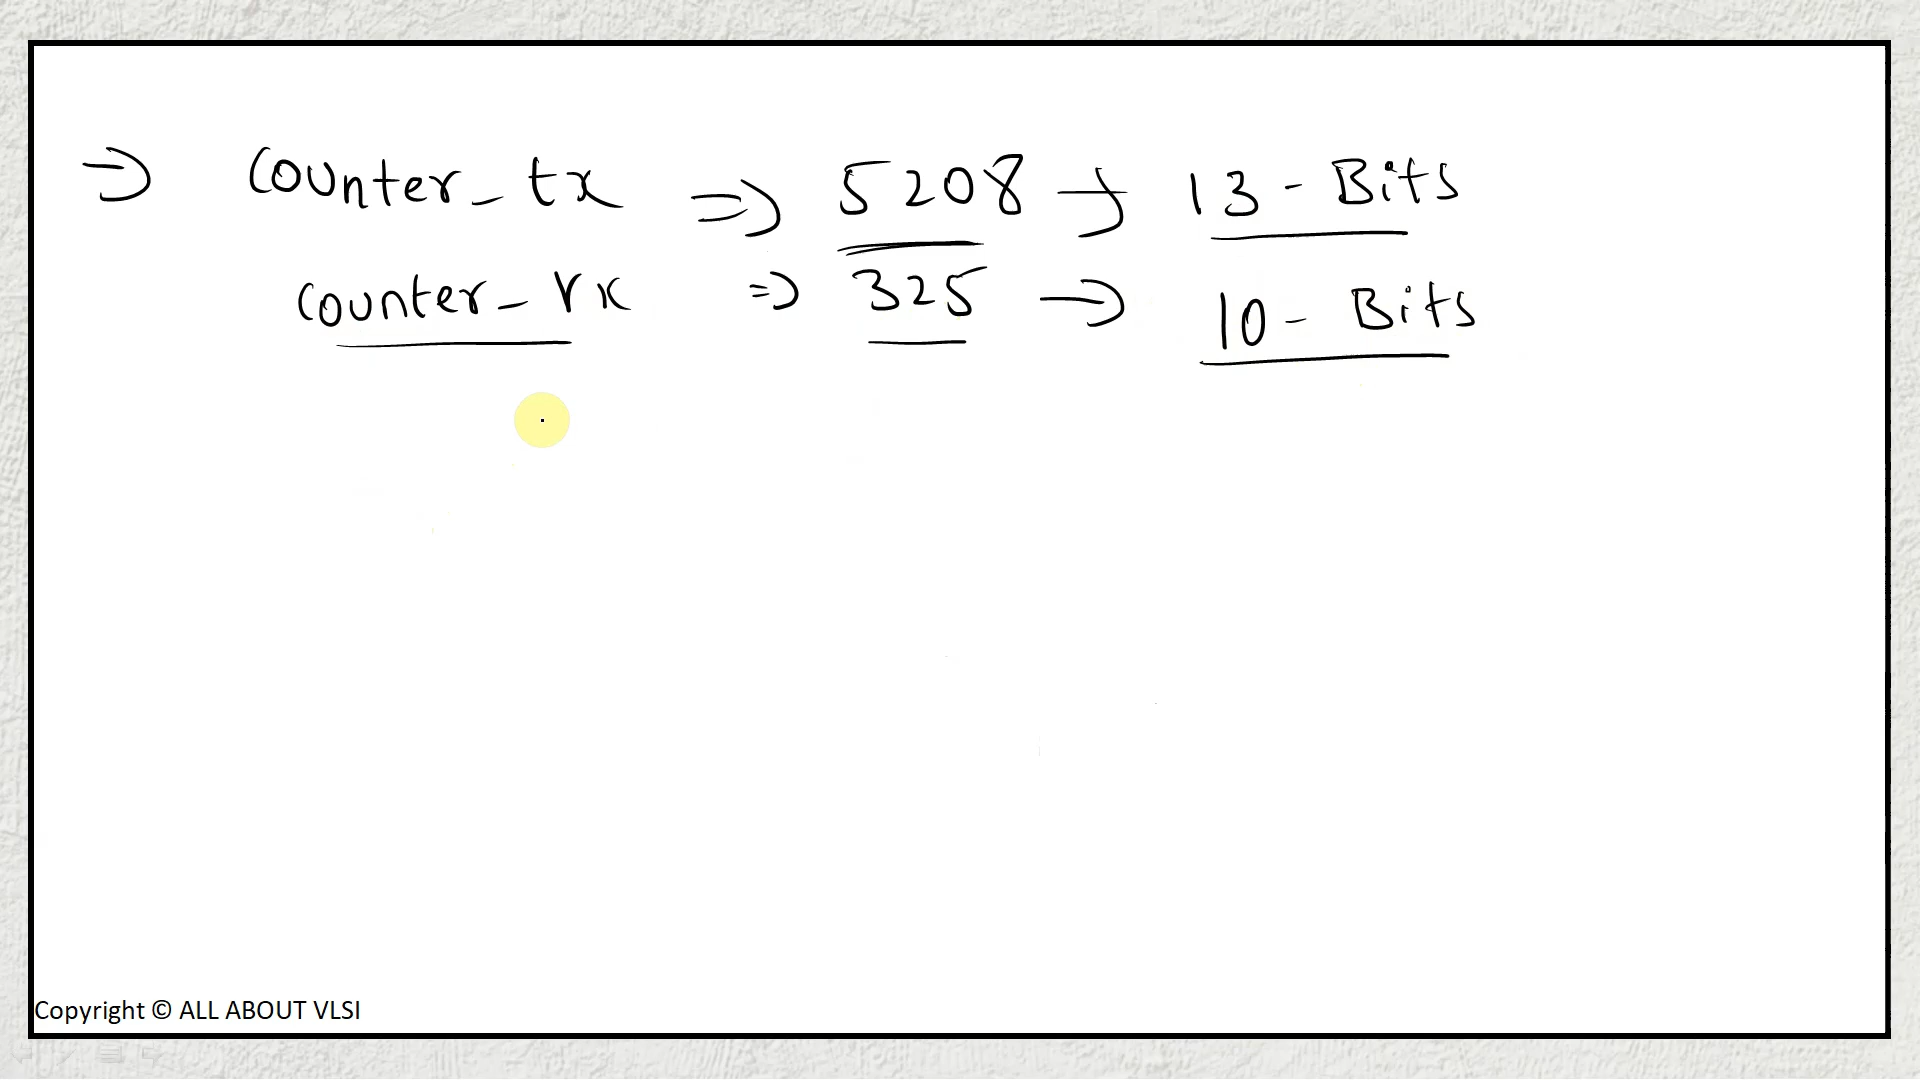 => counter_tx => 5208 → 13 - Bits
counter_rx => 325 → 10 - Bits
Copyright © ALL ABOUT VLSI